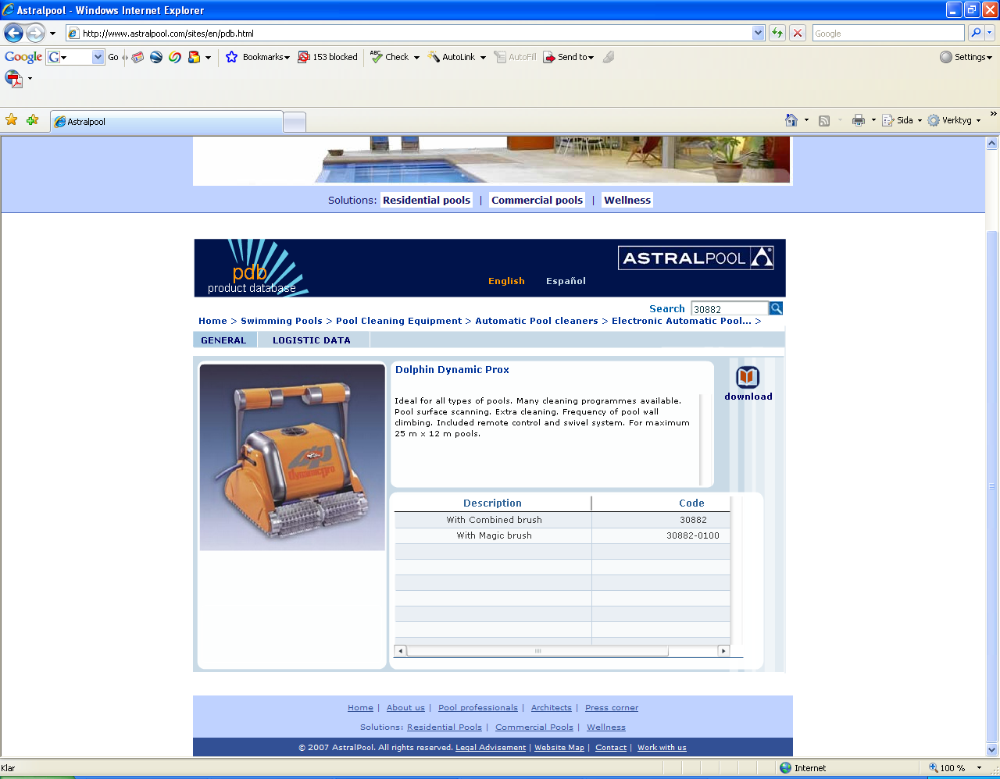 Astralpool - Windows Internet Explorer
http://www.astralpool.com/sites/en/pdb.html
Google
Google
G
Go
Bookmarks
153 blocked
ABC
Check
AutoLink
AutoFill
Send to
Settings
Astralpool
Sida
Verktyg
Solutions: Residential pools | Commercial pools | Wellness
pdb
product database
English
Español
ASTRALPOOL
Search
30882
Home > Swimming Pools > Pool Cleaning Equipment > Automatic Pool cleaners > Electronic Automatic Pool... >
GENERAL
LOGISTIC DATA
Dolphin Dynamic Prox
Ideal for all types of pools. Many cleaning programmes available.
Pool surface scanning. Extra cleaning. Frequency of pool wall
climbing. Included remote control and swivel system. For maximum
25 m x 12 m pools.
download
dynamicpro
Description
Code
With Combined brush
30882
With Magic brush
30882-0100
Home | About us | Pool professionals | Architects | Press corner
Solutions: Residential Pools | Commercial Pools | Wellness
© 2007 AstralPool. All rights reserved. Legal Advisement | Website Map | Contact | Work with us
Klar
Internet
100 %